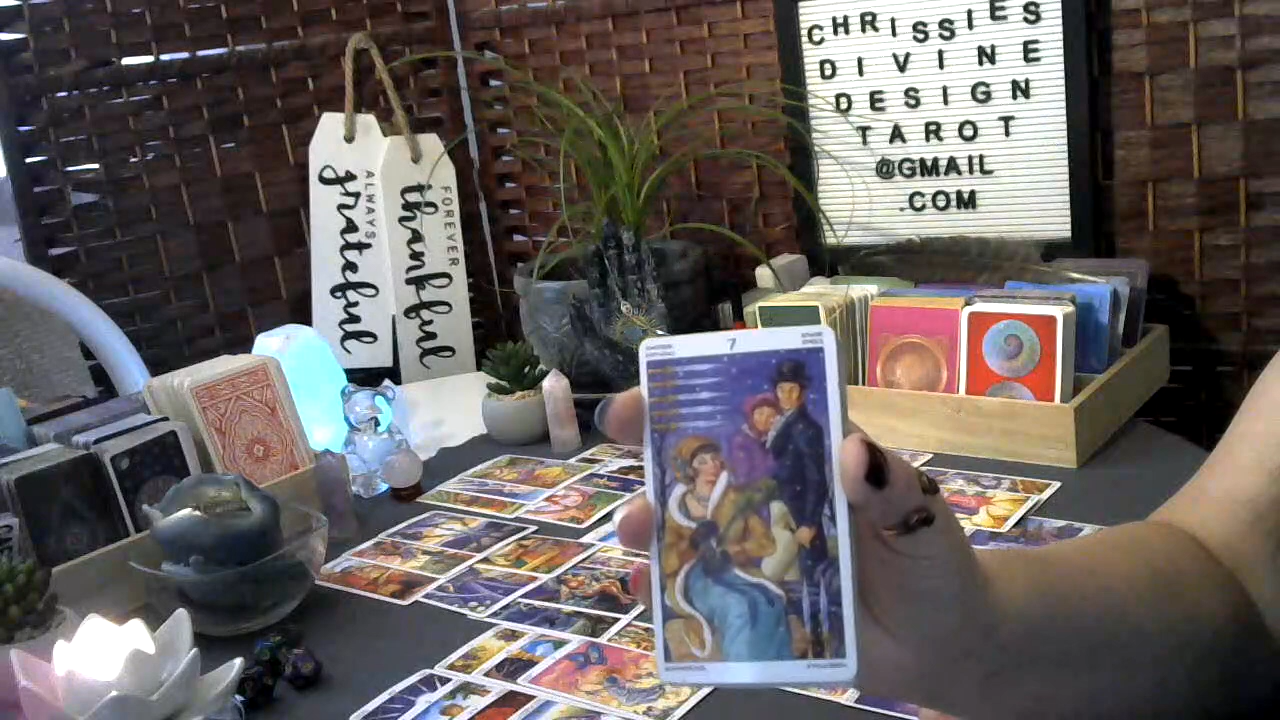 CHRISSIES
DIVINE
DESIGN
TAROT
@GMAIL
.COM
ALWAYS
grateful
FOREVER
thankful
7